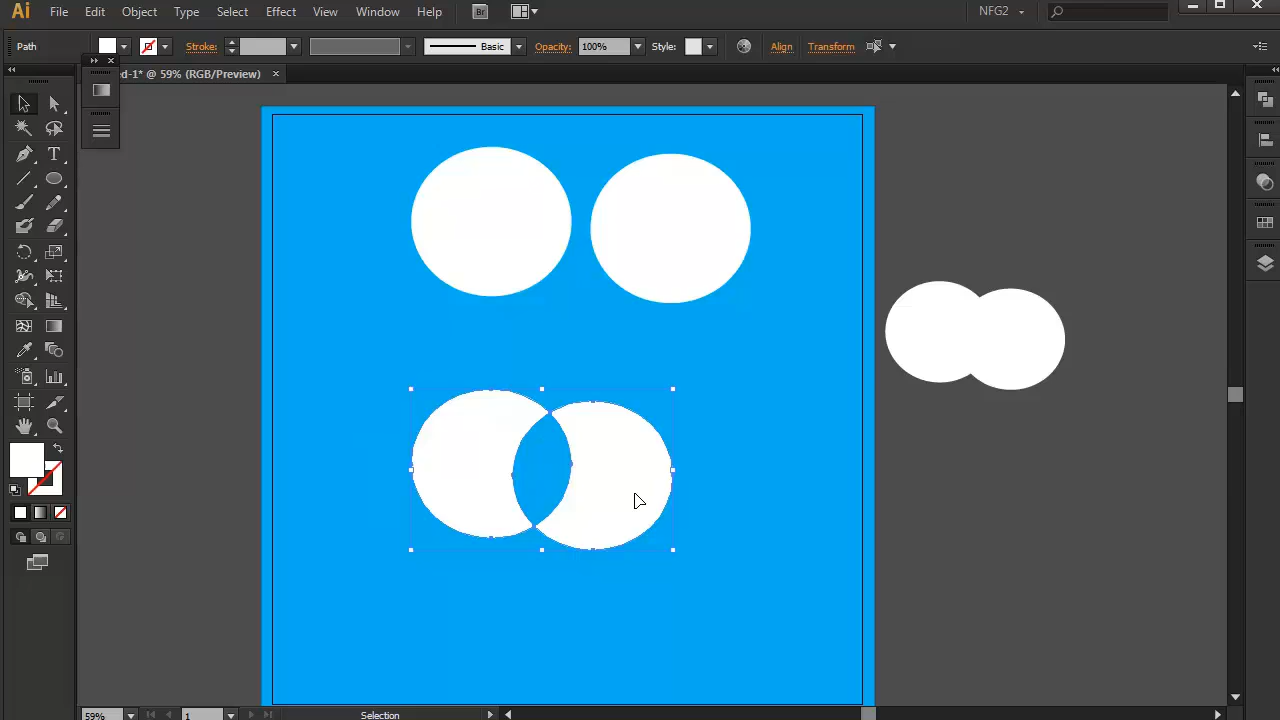 Ai File Edit Object Type Select Effect View Window Help Br NFG2
Path Stroke: Basic Opacity: 100% Style: Align Transform
ed-1* @ 59% (RGB/Preview) ×
T
59% 1 Selection